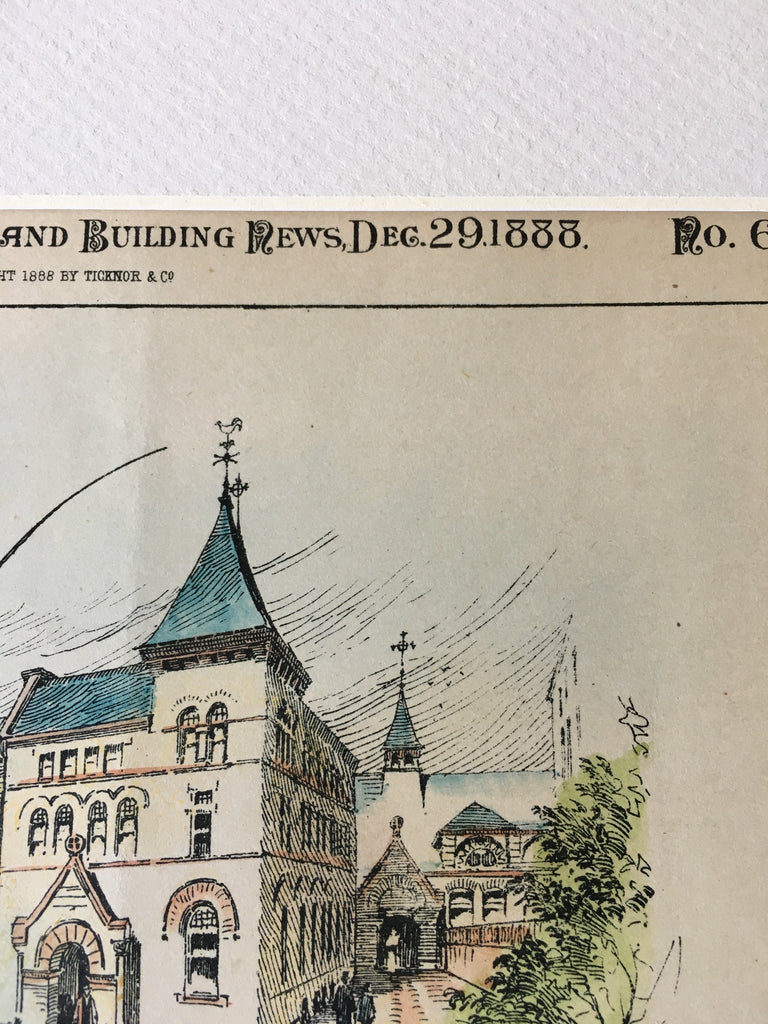 AND BUILDING NEWS, DEC. 29. 1888. NO. 6
HT 1888 BY TICKNOR & CO